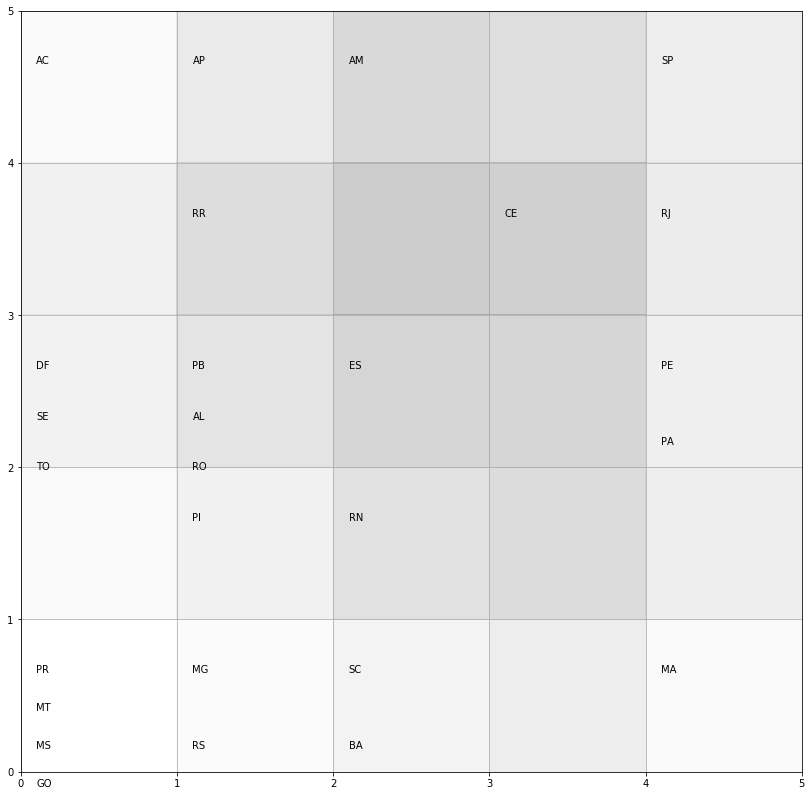 5
AC AP AM SP
4
RR CE RJ
3
DF PB ES PE
SE AL
PA
2 TO RO
PI RN
1
PR MG SC MA
MT
MS RS BA
0
0 GO 1 2 3 4 5